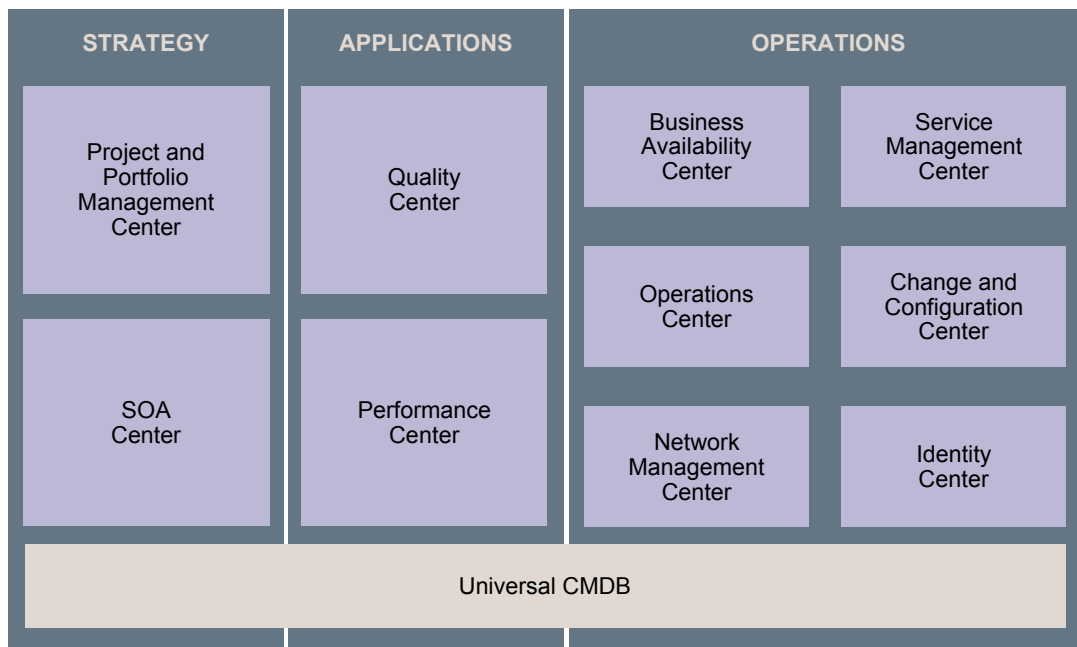 STRATEGY
Project and
Portfolio
Management
Center
SOA
Center
APPLICATIONS
Quality
Center
Performance
Center
OPERATIONS
Business
Availability
Center
Service
Management
Center
Operations
Center
Change and
Configuration
Center
Network
Management
Center
Identity
Center
Universal CMDB